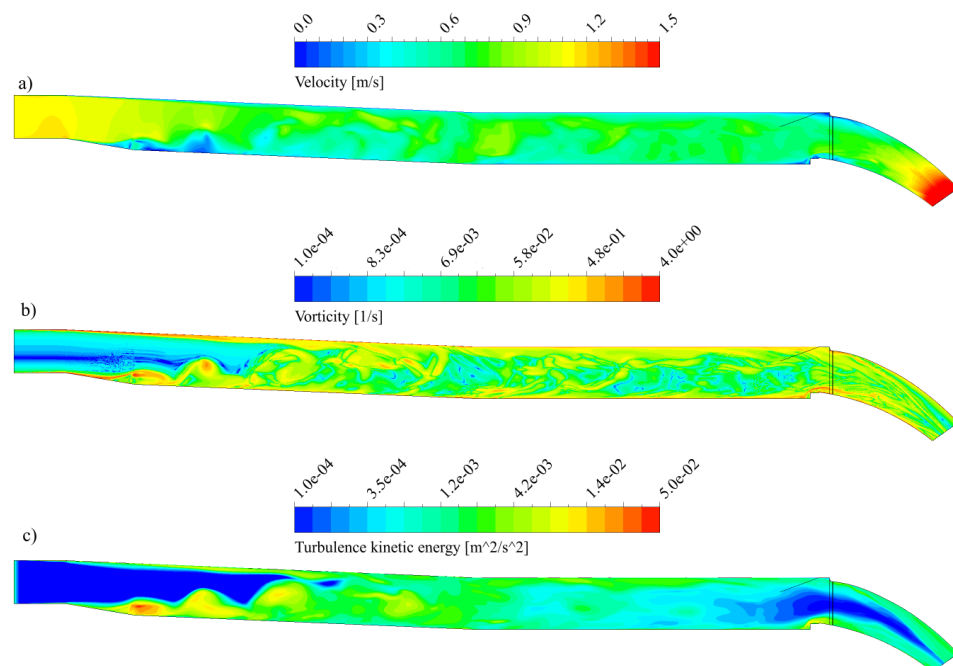 0.0 0.3 0.6 0.9 1.2 1.5
Velocity [m/s]
a)
1.0e-04 8.3e-04 6.9e-03 5.8e-02 4.8e-01 4.0e+00
Vorticity [1/s]
b)
1.0e-04 3.5e-04 1.2e-03 4.2e-03 1.4e-02 5.0e-02
Turbulence kinetic energy [m^2/s^2]
c)